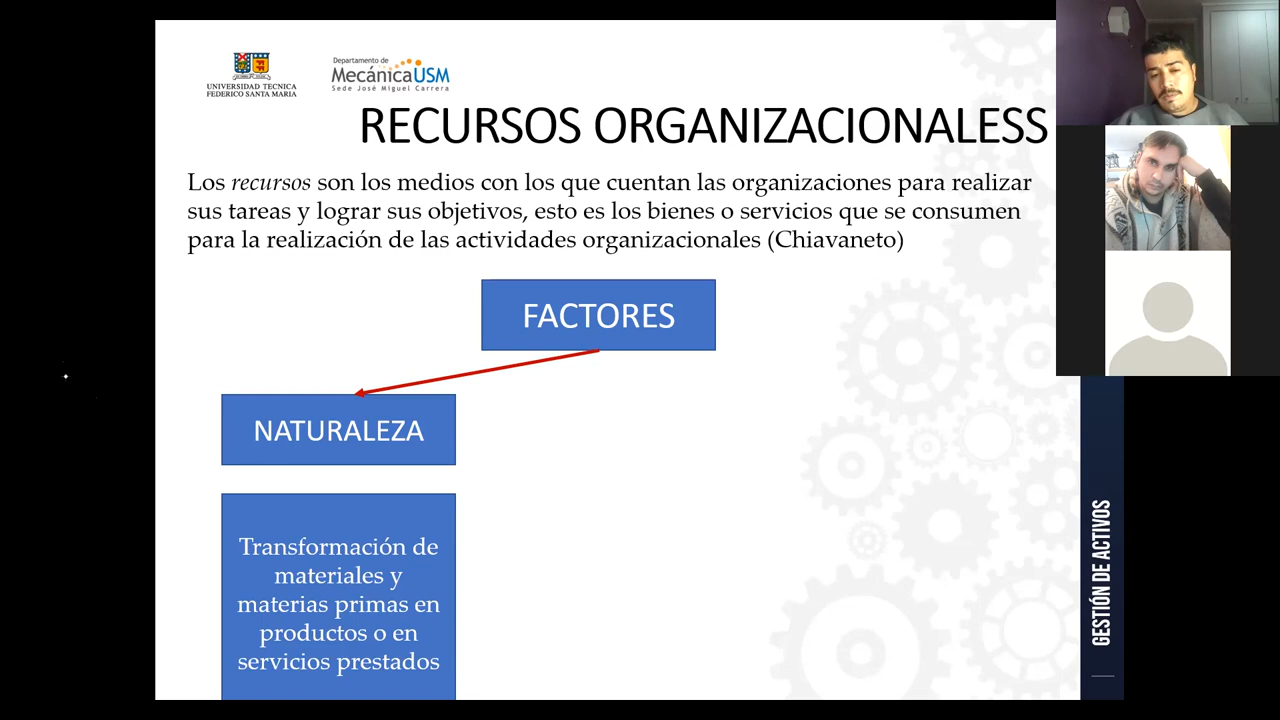 UNIVERSIDAD TECNICA
FEDERICO SANTA MARIA
Departamento de
MecánicaUSM
Sede José Miguel Carrera
RECURSOS ORGANIZACIONALESS
Los recursos son los medios con los que cuentan las organizaciones para realizar
sus tareas y lograr sus objetivos, esto es los bienes o servicios que se consumen
para la realización de las actividades organizacionales (Chiavaneto)
FACTORES
NATURALEZA
Transformación de
materiales y
materias primas en
productos o en
servicios prestados
GESTIÓN DE ACTIVOS